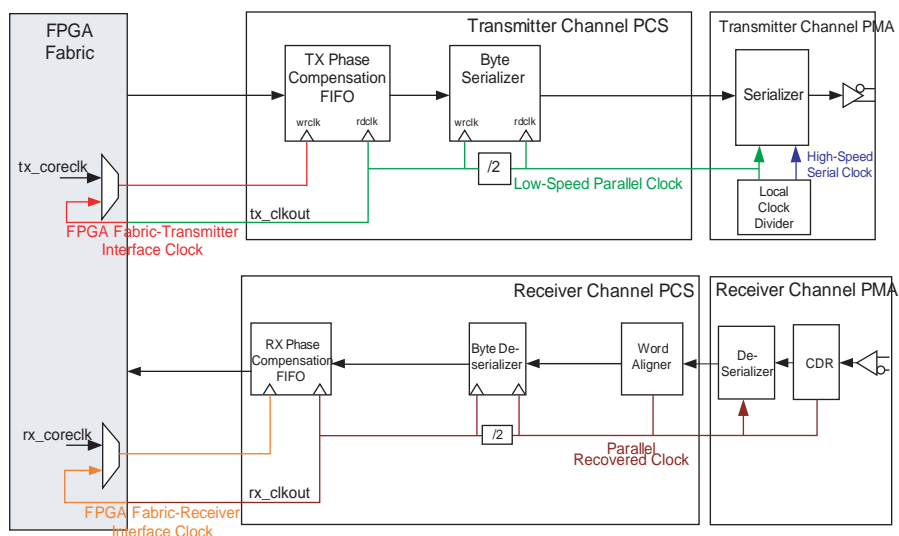 FPGA
Fabric
Transmitter Channel PCS
Transmitter Channel PMA
TX Phase
Compensation
FIFO
wrclk
rdclk
Byte
Serializer
wrclk
rdclk
Serializer
tx_coreclk
/2
Low-Speed Parallel Clock
High-Speed
Serial Clock
Local
Clock
Divider
tx_clkout
FPGA Fabric-Transmitter
Interface Clock
Receiver Channel PCS
Receiver Channel PMA
RX Phase
Compensation
FIFO
Byte De-
serializer
Word
Aligner
De-
Serializer
CDR
rx_coreclk
/2
Parallel
Recovered Clock
rx_clkout
FPGA Fabric-Receiver
Interface Clock